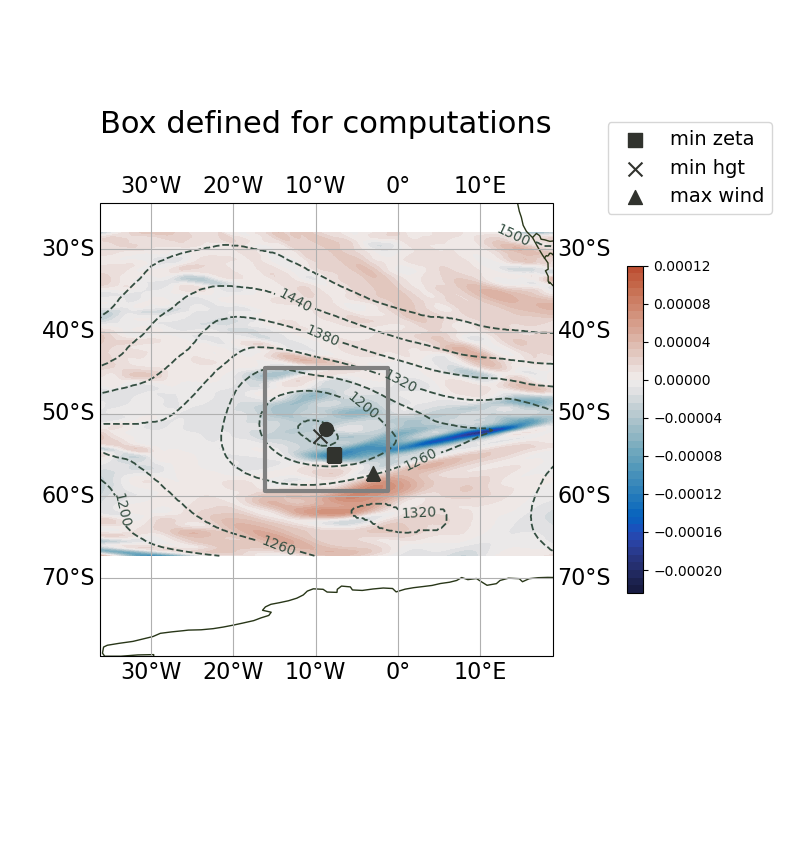 Box defined for computations
min zeta
min hgt
max wind
30°W 20°W 10°W 0° 10°E
30°S 30°S
40°S 40°S
50°S 50°S
60°S 60°S
70°S 70°S
30°W 20°W 10°W 0° 10°E
1500
1440
1380
1320
1200
1260
1200
1320
1260
0.00012
0.00008
0.00004
0.00000
−0.00004
−0.00008
−0.00012
−0.00016
−0.00020